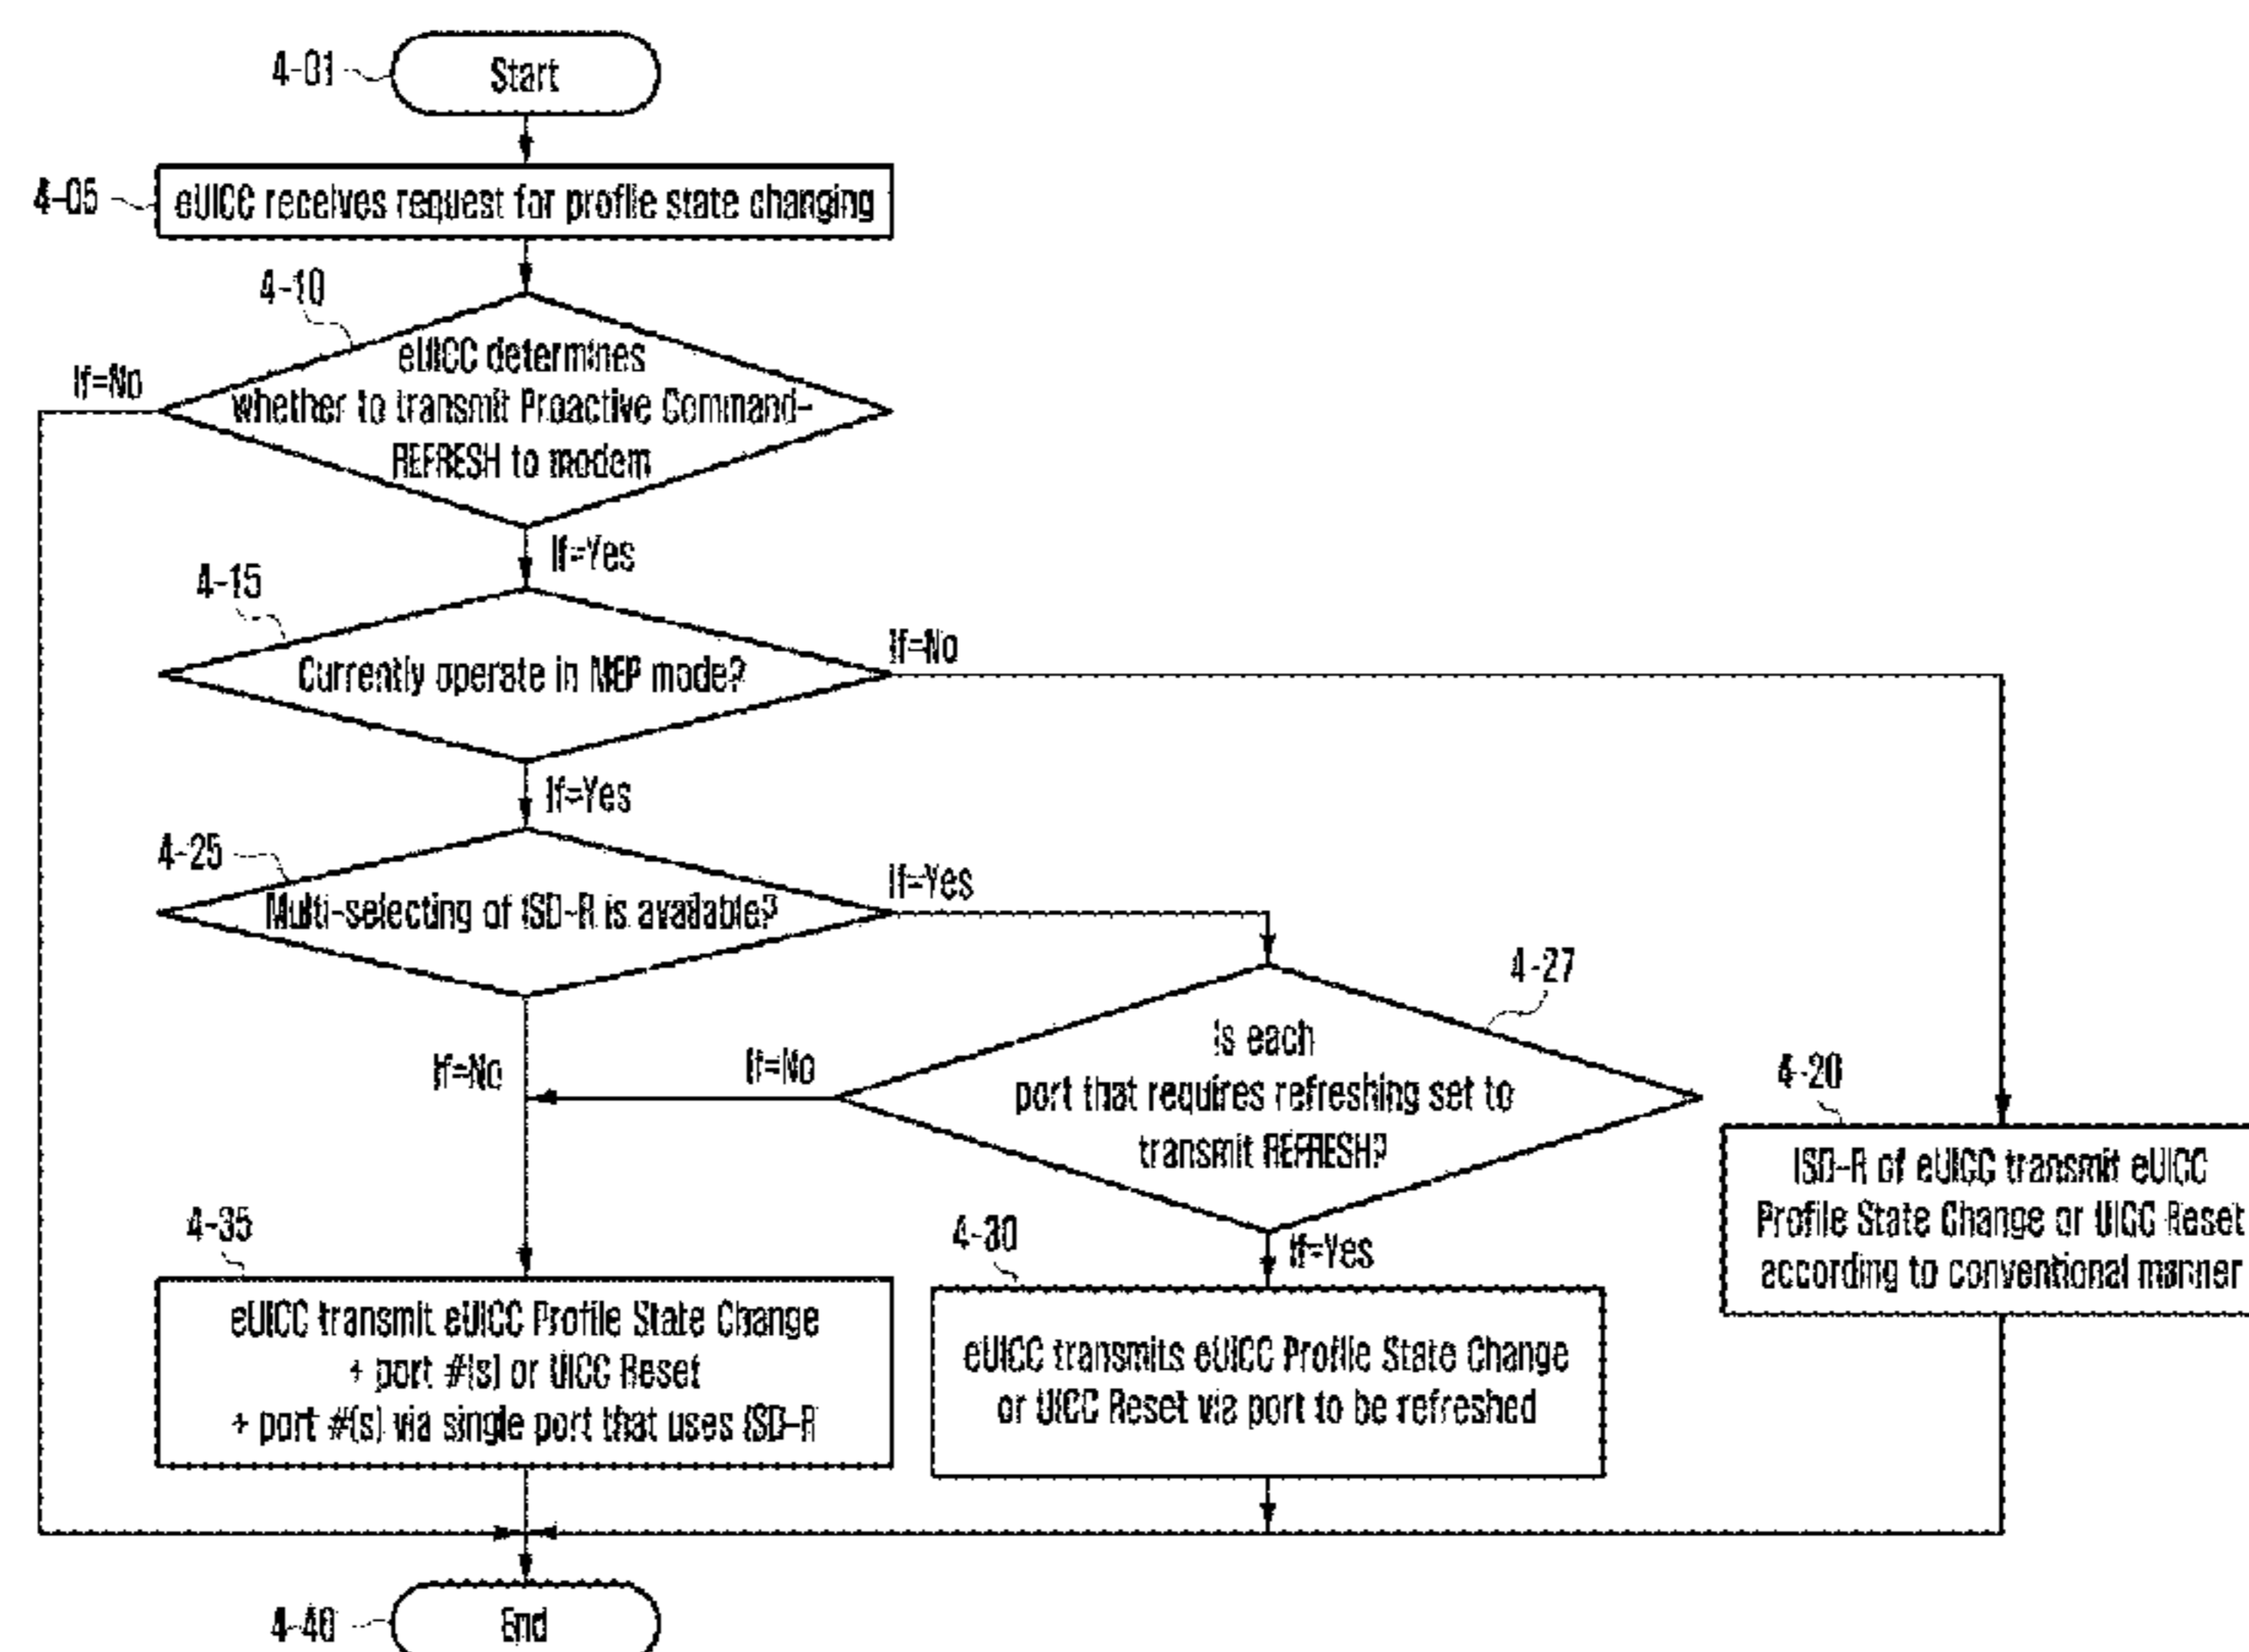 4-01
Start
4-05
eUICC receives request for profile state changing
4-10
eUICC determines
whether to transmit Proactive Command-
REFRESH to modem
If=No
If=Yes
4-15
Currently operate in MEP mode?
If=No
If=Yes
4-25
Multi-selecting of ISD-R is available?
If=Yes
If=No
4-27
Is each
port that requires refreshing set to
transmit REFRESH?
If=No
If=Yes
4-20
ISD-R of eUICC transmit eUICC
Profile State Change or UICC Reset
according to conventional manner
4-35
eUICC transmit eUICC Profile State Change
+ port #(s) or UICC Reset
+ port #(s) via single port that uses ISD-R
4-30
eUICC transmits eUICC Profile State Change
or UICC Reset via port to be refreshed
4-40
End